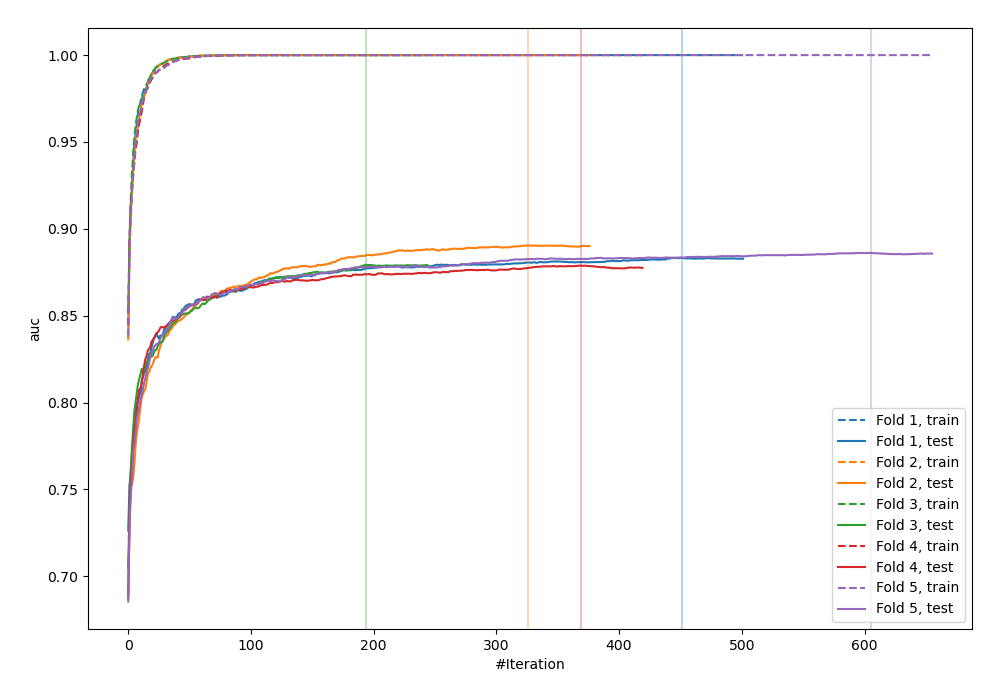 1.00
0.95
0.90
0.85
0.80
0.75
0.70
auc
0
100
200
300
400
500
600
#Iteration
Fold 1, train
Fold 1, test
Fold 2, train
Fold 2, test
Fold 3, train
Fold 3, test
Fold 4, train
Fold 4, test
Fold 5, train
Fold 5, test